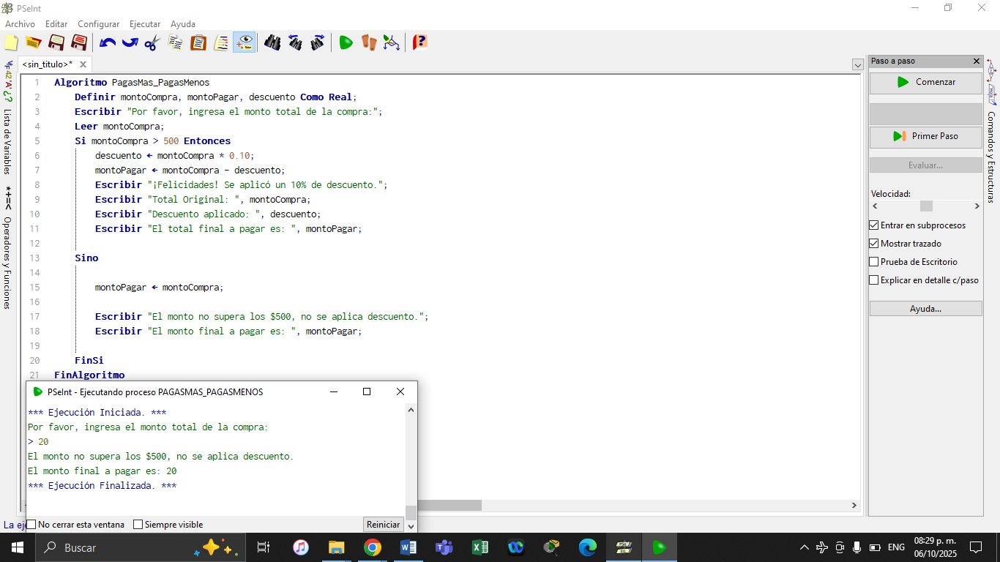 PSeInt
Archivo Editar Configurar Ejecutar Ayuda
<sin_titulo>*
1 Algoritmo PagasMas_PagasMenos
2 Definir montoCompra, montoPagar, descuento Como Real;
3 Escribir "Por favor, ingresa el monto total de la compra:";
4 Leer montoCompra;
5 Si montoCompra > 500 Entonces
6 descuento ← montoCompra * 0.10;
7 montoPagar ← montoCompra - descuento;
8 Escribir "¡Felicidades! Se aplicó un 10% de descuento.";
9 Escribir "Total Original: ", montoCompra;
10 Escribir "Descuento aplicado: ", descuento;
11 Escribir "El total final a pagar es: ", montoPagar;
12
13 Sino
14
15 montoPagar ← montoCompra;
16
17 Escribir "El monto no supera los $500, no se aplica descuento.";
18 Escribir "El monto final a pagar es: ", montoPagar;
19
20 FinSi
21 FinAlgoritmo
Lista de Variables
*+=<
Operadores y Funciones
Paso a paso
Comenzar
Primer Paso
Evaluar...
Velocidad:
Entrar en subprocesos
Mostrar trazado
Prueba de Escritorio
Explicar en detalle c/paso
Ayuda...
Comandos y Estructuras
PSeInt - Ejecutando proceso PAGASMAS_PAGASMENOS
*** Ejecución Iniciada. ***
Por favor, ingresa el monto total de la compra:
> 20
El monto no supera los $500, no se aplica descuento.
El monto final a pagar es: 20
*** Ejecución Finalizada. ***
No cerrar esta ventana Siempre visible Reiniciar
La eje
Buscar
ENG
08:29 p. m.
06/10/2025